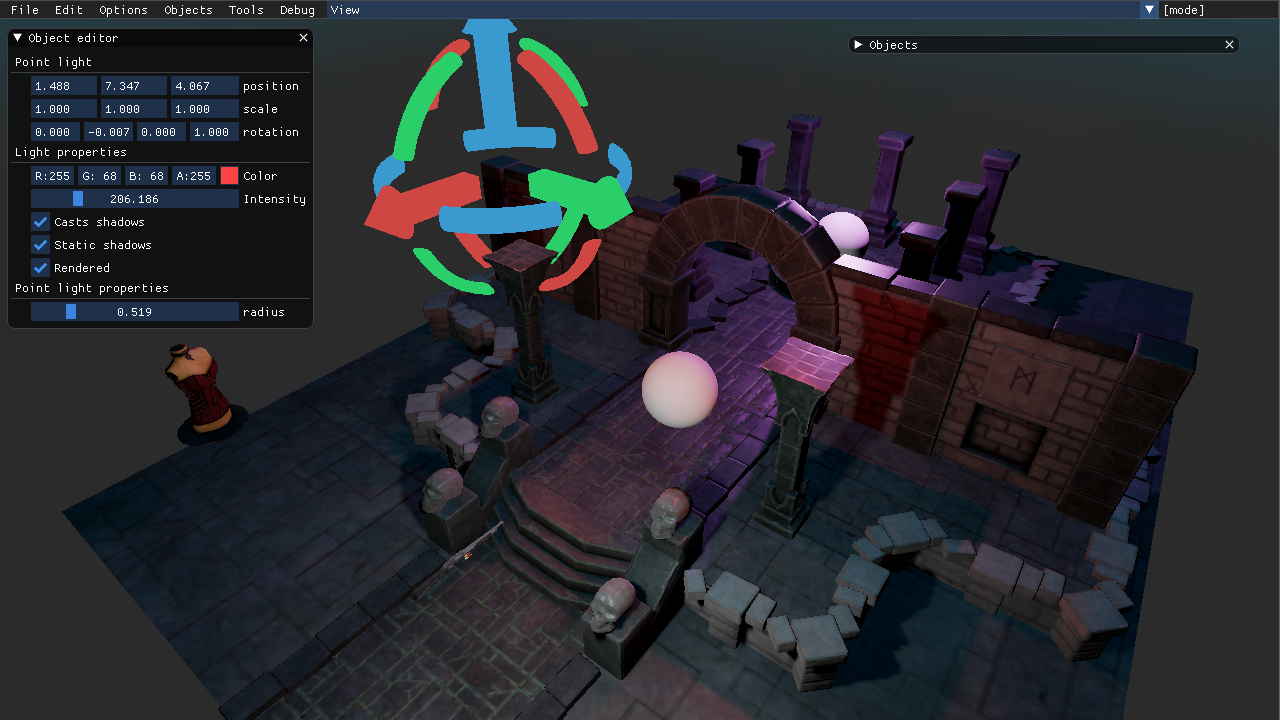 File Edit Options Objects Tools Debug View [mode]
Object editor
Point light
1.488 7.347 4.067 position
1.000 1.000 1.000 scale
0.000 -0.007 0.000 1.000 rotation
Light properties
R:255 G: 68 B: 68 A:255 Color
206.186 Intensity
Casts shadows
Static shadows
Rendered
Point light properties
0.519 radius
Objects